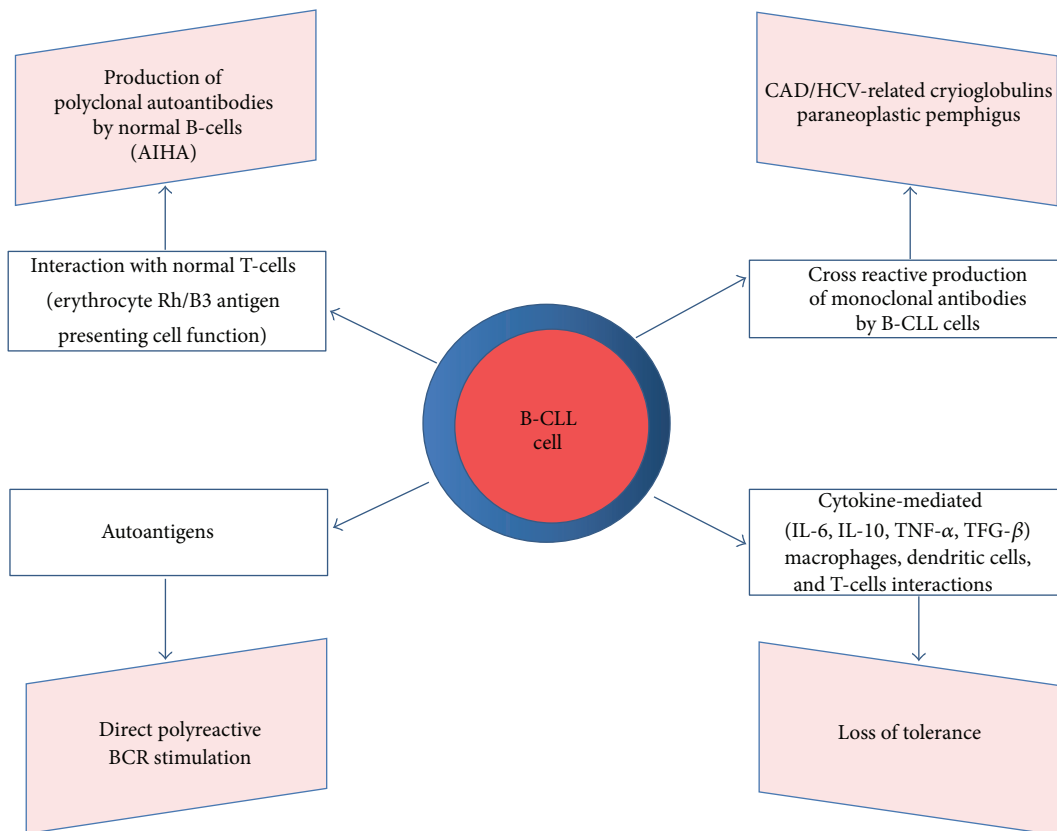 Production of
polyclonal autoantibodies
by normal B-cells
(AIHA)
CAD/HCV-related cryioglobulins
paraneoplastic pemphigus
Interaction with normal T-cells
(erythrocyte Rh/B3 antigen
presenting cell function)
Cross reactive production
of monoclonal antibodies
by B-CLL cells
B-CLL
cell
Autoantigens
Cytokine-mediated
(IL-6, IL-10, TNF-α, TFG-β)
macrophages, dendritic cells,
and T-cells interactions
Direct polyreactive
BCR stimulation
Loss of tolerance